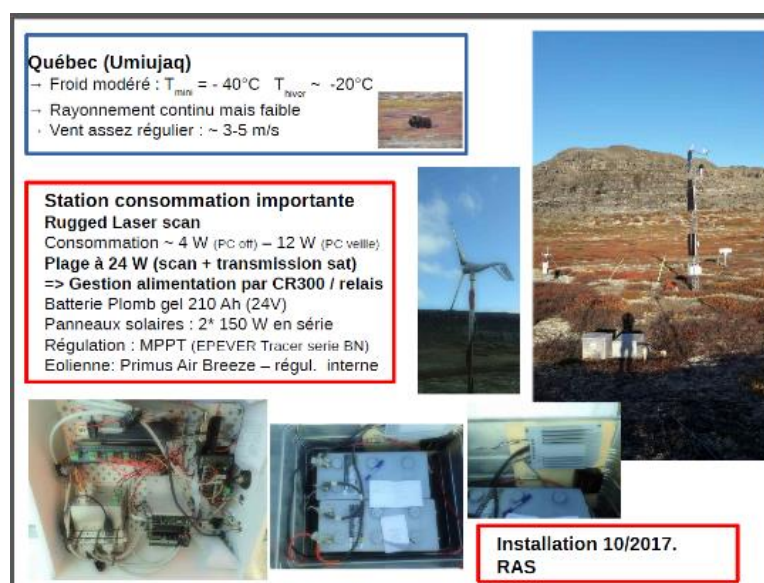 Québec (Umiujaq)
→ Froid modéré : Tmini = - 40°C Thiver ~ -20°C
→ Rayonnement continu mais faible
→ Vent assez régulier : ~ 3-5 m/s
Station consommation importante
Rugged Laser scan
Consommation ~ 4 W (PC off) – 12 W (PC veille)
Plage à 24 W (scan + transmission sat)
=> Gestion alimentation par CR300 / relais
Batterie Plomb gel 210 Ah (24V)
Panneaux solaires : 2* 150 W en série
Régulation : MPPT (EPEVER Tracer serie BN)
Eolienne: Primus Air Breeze – régul. interne
Installation 10/2017.
RAS